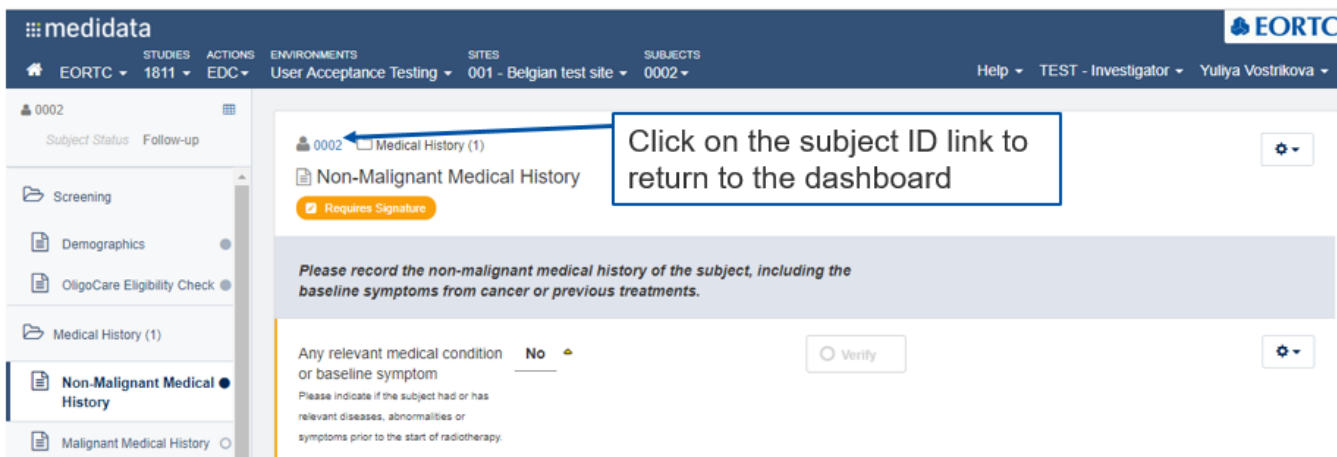 medidata
EORTC
STUDIES ACTIONS ENVIRONMENTS SITES SUBJECTS
EORTC 1811 EDC User Acceptance Testing 001 - Belgian test site 0002 Help TEST - Investigator Yuliya Vostrikova
0002
Subject Status Follow-up
Screening
Demographics
OligoCare Eligibility Check
Medical History (1)
Non-Malignant Medical
History
Malignant Medical History
0002 Medical History (1)
Non-Malignant Medical History
Requires Signature
Click on the subject ID link to
return to the dashboard
Please record the non-malignant medical history of the subject, including the
baseline symptoms from cancer or previous treatments.
Any relevant medical condition No Verify
or baseline symptom
Please indicate if the subject had or has
relevant diseases, abnormalities or
symptoms prior to the start of radiotherapy.